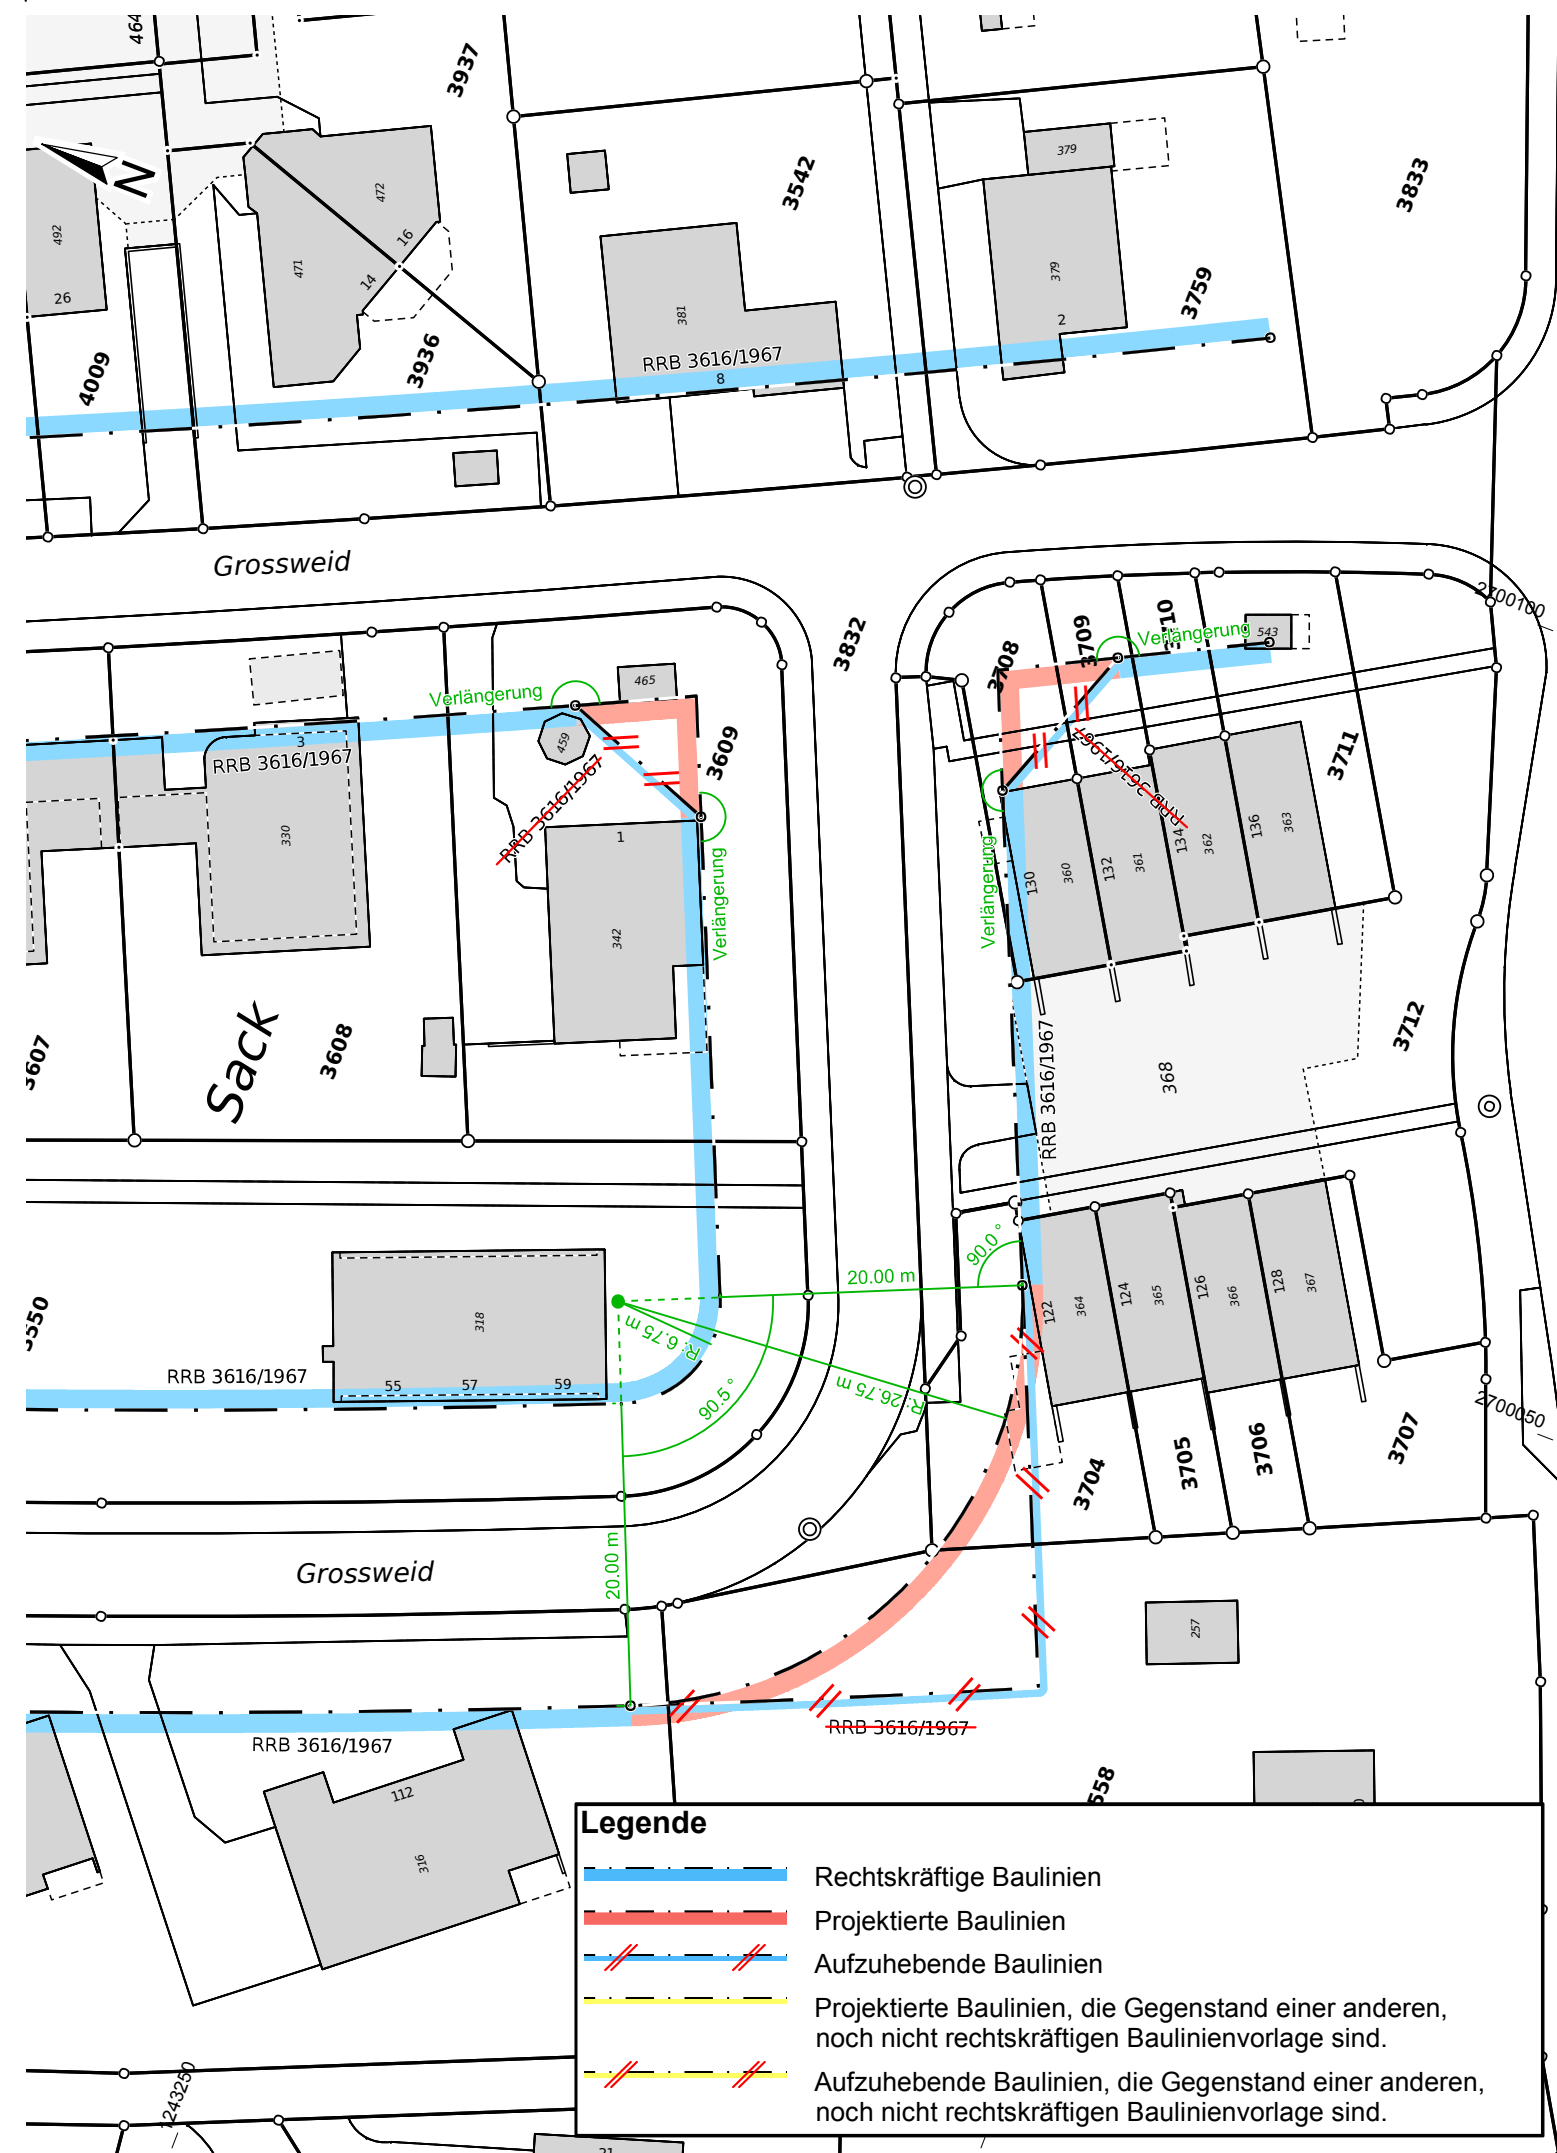 464
3937
3542
3833
379
492
26
472
471
16
14
381
379
2
3759
4009
3936
RRB 3616/1967
8
N
Grossweid
2700100
3832
3708
3709
3710
543
Verlängerung
Verlängerung
465
459
3609
3
RRB 3616/1967
RRB 3616/1967
RRB 3616/1967
3711
330
1
342
Verlängerung
Verlängerung
130
360
132
361
134
362
136
363
Sack
3607
3608
RRB 3616/1967
368
3712
90.0 °
20.00 m
R: 6.75 m
R: 26.75 m
90.5 °
20.00 m
3550
318
RRB 3616/1967
55
57
59
122
364
124
365
126
366
128
367
2700050
3704
3705
3706
3707
Grossweid
257
RRB 3616/1967
RRB 3616/1967
112
316
558
Legende
Rechtskräftige Baulinien
Projektierte Baulinien
Aufzuhebende Baulinien
Projektierte Baulinien, die Gegenstand einer anderen,
noch nicht rechtskräftigen Baulinienvorlage sind.
Aufzuhebende Baulinien, die Gegenstand einer anderen,
noch nicht rechtskräftigen Baulinienvorlage sind.
1243250
21